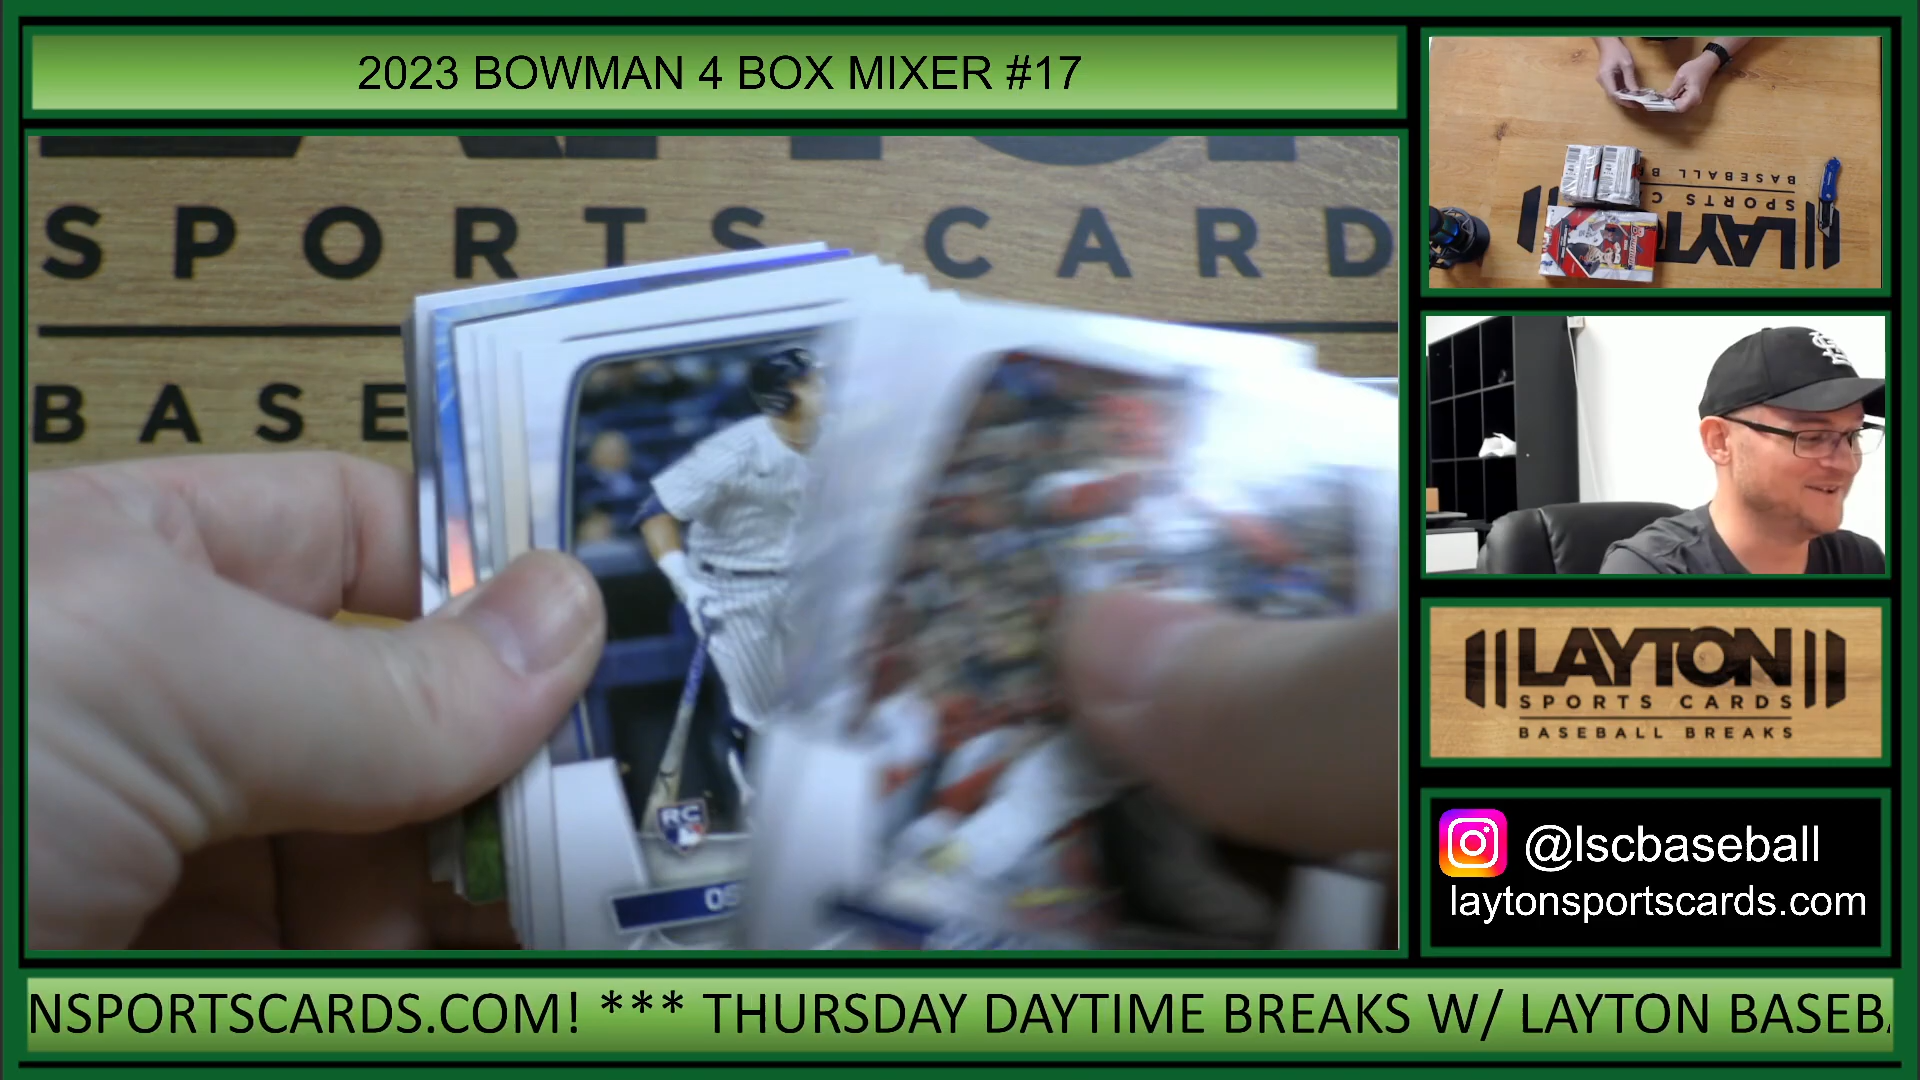 2023 BOWMAN 4 BOX MIXER #17
SPORTS CARD
BASE
RC
LAYTON
SPORTS CARDS
BASEBALL BREAKS
@lscbaseball
laytonsportscards.com
NSPORTSCARDS.COM! *** THURSDAY DAYTIME BREAKS W/ LAYTON BASEB